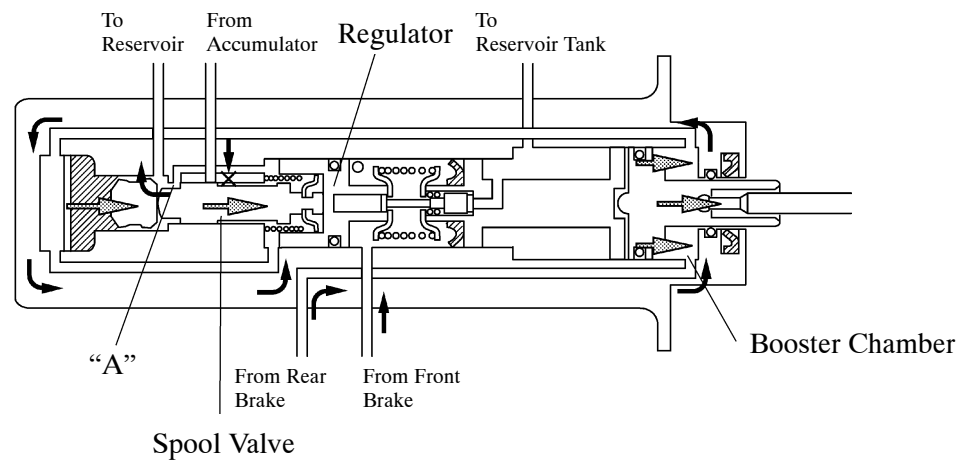 To
Reservoir
From
Accumulator
Regulator
To
Reservoir Tank
“A”
From Rear
Brake
From Front
Brake
Booster Chamber
Spool Valve